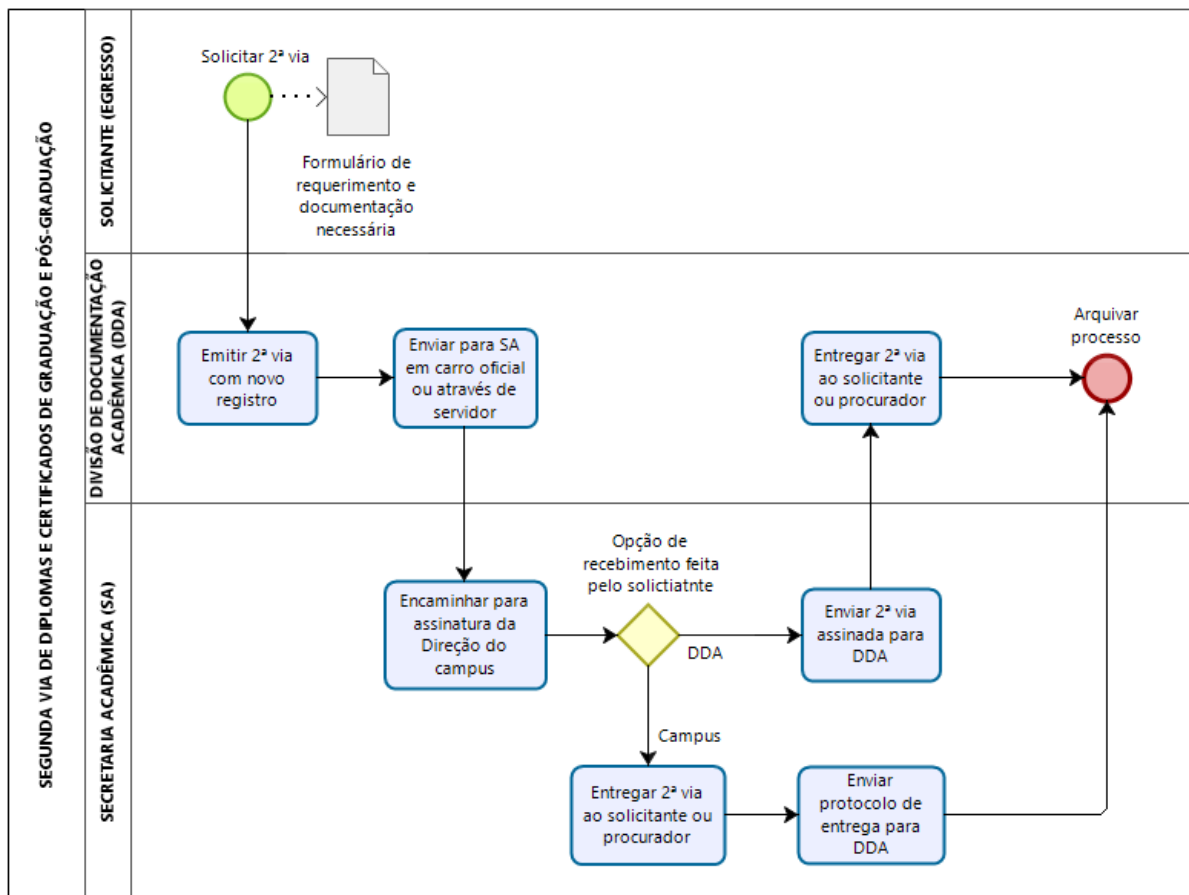 SEGUNDA VIA DE DIPLOMAS E CERTIFICADOS DE GRADUAÇÃO E PÓS-GRADUAÇÃO
SOLICITANTE (EGRESSO)
Solicitar 2ª via
Formulário de
requerimento e
documentação
necessária
DIVISÃO DE DOCUMENTAÇÃO
ACADÊMICA (DDA)
Emitir 2ª via
com novo
registro
Enviar para SA
em carro oficial
ou através de
servidor
Entregar 2ª via
ao solicitante
ou procurador
Arquivar
processo
SECRETARIA ACADÊMICA (SA)
Encaminhar para
assinatura da
Direção do
campus
Opção de
recebimento feita
pelo solictiatnte
DDA
Enviar 2ª via
assinada para
DDA
Campus
Entregar 2ª via
ao solicitante ou
procurador
Enviar
protocolo de
entrega para
DDA